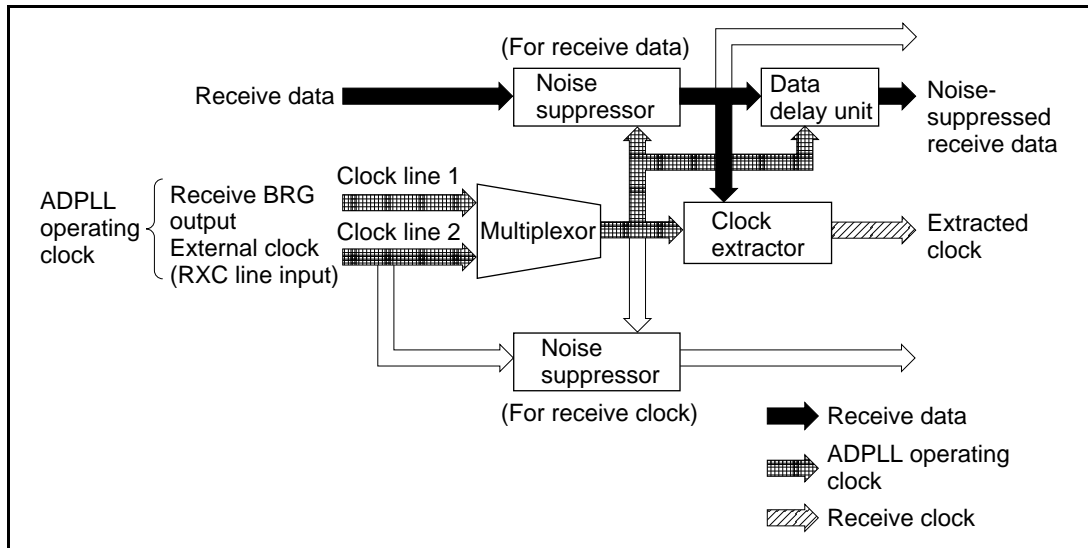 (For receive data)
Receive data
Noise
suppressor
Data
delay unit
Noise-
suppressed
receive data
ADPLL
operating
clock
Receive BRG
output
External clock
(RXC line input)
Clock line 1
Clock line 2
Multiplexor
Clock
extractor
Extracted
clock
Noise
suppressor
(For receive clock)
Receive data
ADPLL operating
clock
Receive clock